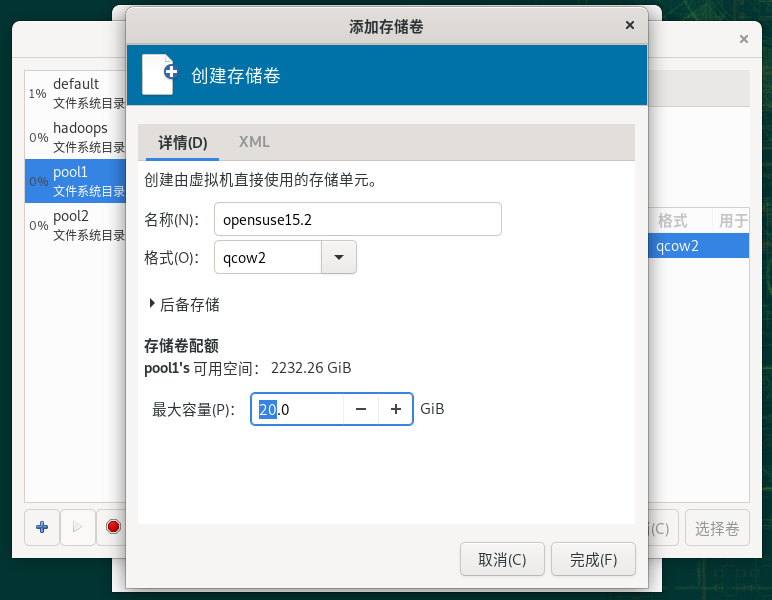 添加存储卷
创建存储卷
详情(D) XML
创建由虚拟机直接使用的存储单元。
名称(N): opensuse15.2
格式(O): qcow2
后备存储
存储卷配额
pool1's 可用空间: 2232.26 GiB
最大容量(P): 20.0 GiB
取消(C) 完成(F)
1% default
文件系统目录
0% hadoops
文件系统目录
0% pool1
文件系统目录
0% pool2
文件系统目录
格式 用于
qcow2
(C) 选择卷